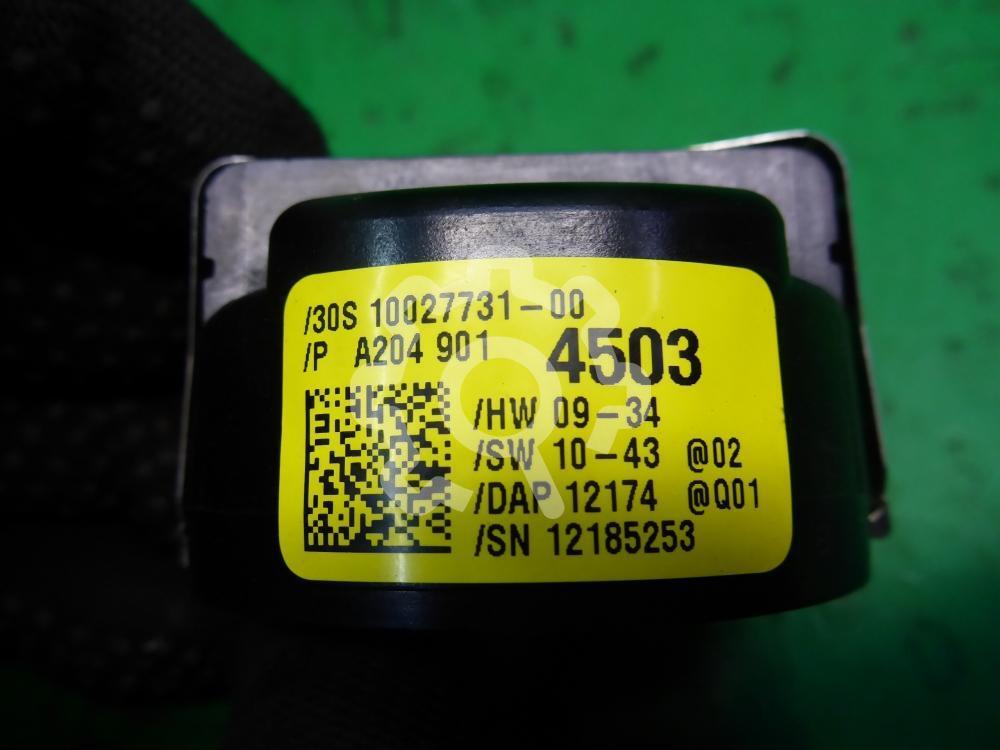 /30S 10027731-00
/P A204 901 4503
/HW 09-34
/SW 10-43 @02
/DAP 12174 @Q01
/SN 12185253